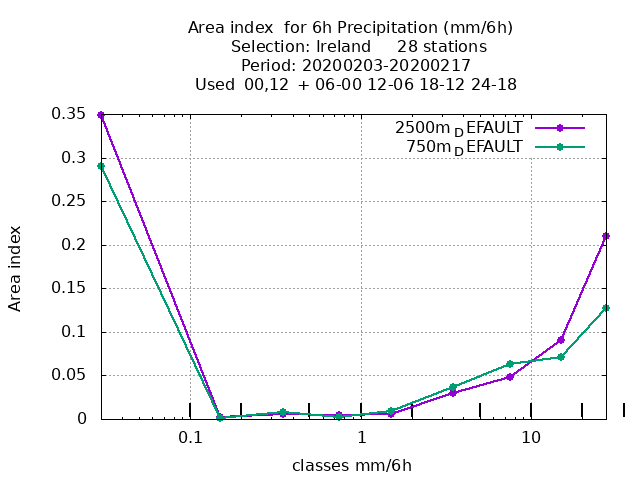 Area index  for 6h Precipitation (mm/6h)
Selection: Ireland     28 stations
Period: 20200203-20200217
Used  00,12  + 06-00 12-06 18-12 24-18
2500m_DEFAULT
750m_DEFAULT
0.35
0.3
0.25
0.2
0.15
0.1
0.05
0
Area index
0.1
1
10
classes mm/6h